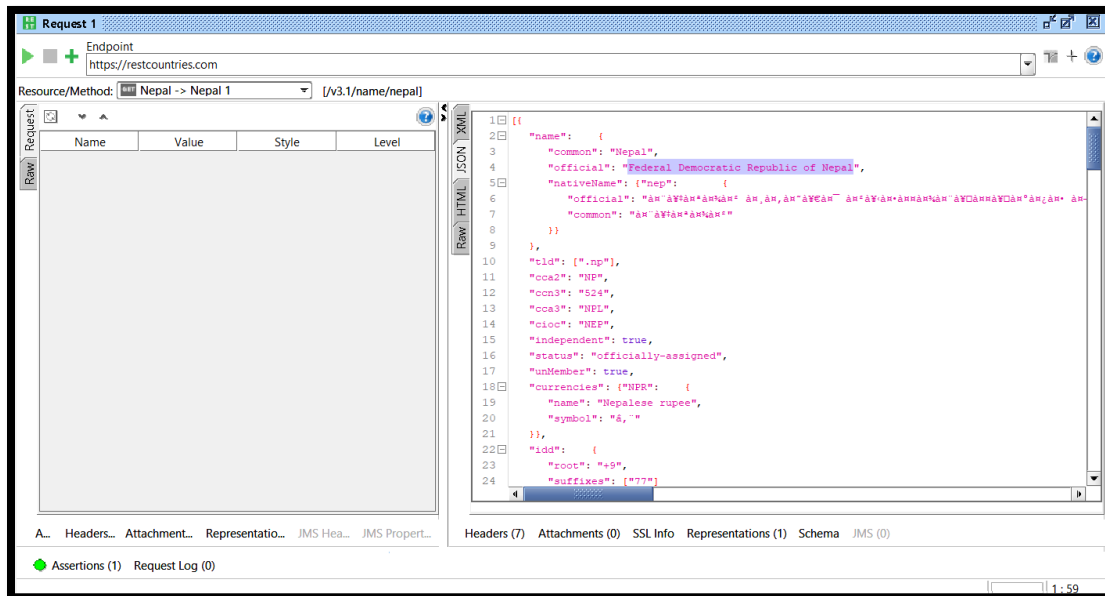 Request 1
Endpoint
https://restcountries.com
Resource/Method: GET Nepal -> Nepal 1 [/v3.1/name/nepal]
Request
Raw
Name Value Style Level
A... Headers... Attachment... Representatio... JMS Hea... JMS Propert...
XML
JSON
HTML
Raw
1 [{
2 "name": {
3 "common": "Nepal",
4 "official": "Federal Democratic Republic of Nepal",
5 "nativeName": {"nep": {
6 "official": "
7 "common": "
8 }}
9 },
10 "tld": [".np"],
11 "cca2": "NP",
12 "ccn3": "524",
13 "cca3": "NPL",
14 "cioc": "NEP",
15 "independent": true,
16 "status": "officially-assigned",
17 "unMember": true,
18 "currencies": {"NPR": {
19 "name": "Nepalese rupee",
20 "symbol": "â‚¨"
21 }},
22 "idd": {
23 "root": "+9",
24 "suffixes": ["77"]
Headers (7) Attachments (0) SSL Info Representations (1) Schema JMS (0)
Assertions (1) Request Log (0)
1 : 59